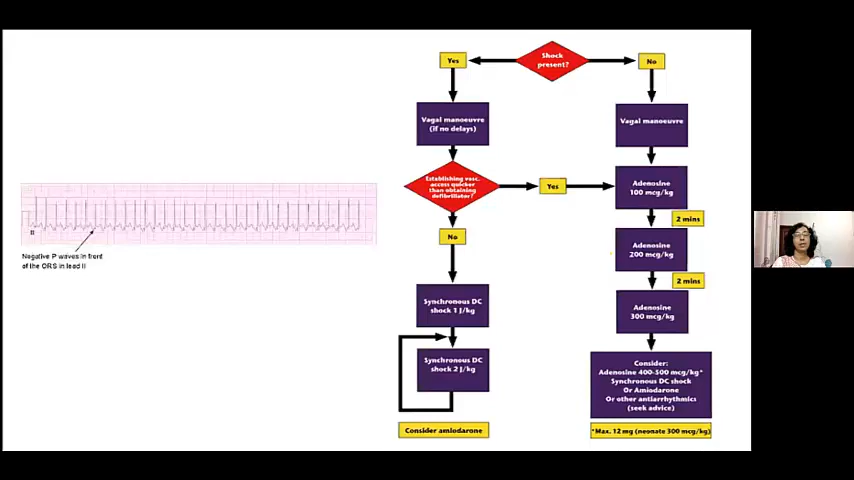 Shock
present?
Yes
No
Vagal manoeuvre
(if no delays)
Vagal manoeuvre
Establishing vasc.
access quicker
than obtaining
defibrillator?
Yes
Adenosine
100 mcg/kg
2 mins
No
Adenosine
200 mcg/kg
2 mins
Synchronous DC
shock 1 J/kg
Adenosine
300 mcg/kg
Synchronous DC
shock 2 J/kg
Consider:
Adenosine 400-500 mcg/kg*
Synchronous DC shock
Or Amiodarone
Or other antiarrhythmics
(seek advice)
Consider amiodarone
*Max. 12 mg (neonate 300 mcg/kg)
II
Negative P waves in front
of the QRS in lead II